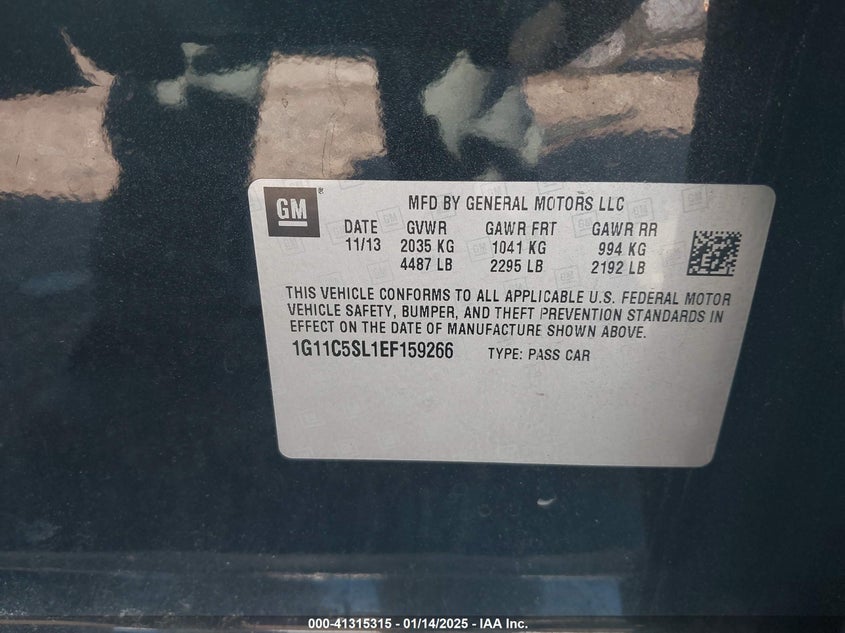 GM ® MFD BY GENERAL MOTORS LLC
DATE GVWR GAWR FRT GAWR RR
11/13 2035 KG 1041 KG 994 KG
4487 LB 2295 LB 2192 LB
THIS VEHICLE CONFORMS TO ALL APPLICABLE U.S. FEDERAL MOTOR
VEHICLE SAFETY, BUMPER, AND THEFT PREVENTION STANDARDS IN
EFFECT ON THE DATE OF MANUFACTURE SHOWN ABOVE.
1G11C5SL1EF159266 TYPE: PASS CAR
000-41315315 | 01/14/2025 - IAA Inc.